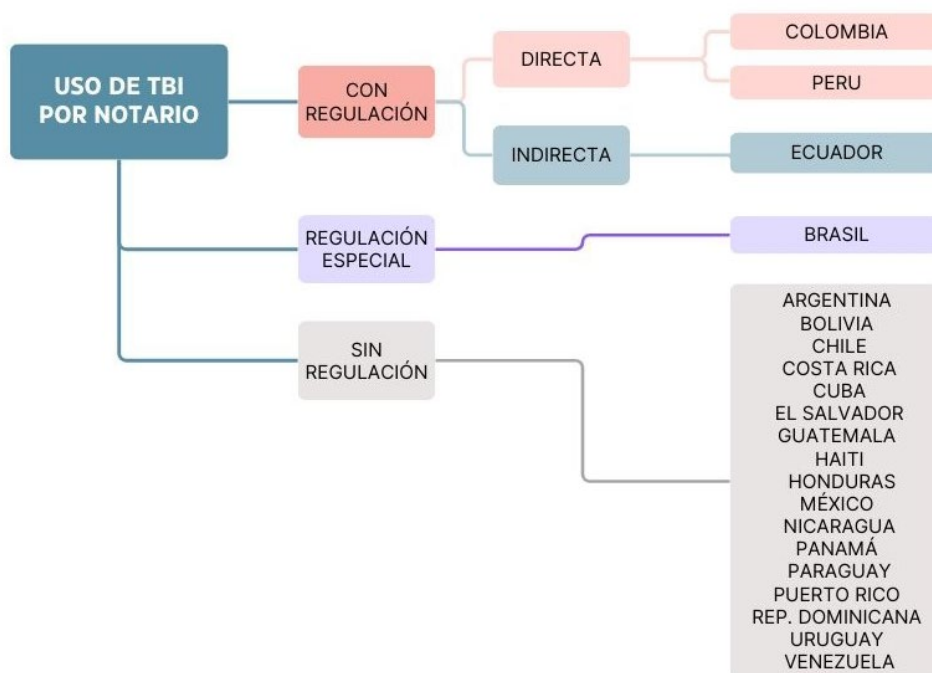 USO DE TBI
POR NOTARIO
CON
REGULACIÓN
DIRECTA
COLOMBIA
PERU
INDIRECTA
ECUADOR
REGULACIÓN
ESPECIAL
BRASIL
SIN
REGULACIÓN
ARGENTINA
BOLIVIA
CHILE
COSTA RICA
CUBA
EL SALVADOR
GUATEMALA
HAITI
HONDURAS
MÉXICO
NICARAGUA
PANAMÁ
PARAGUAY
PUERTO RICO
REP. DOMINICANA
URUGUAY
VENEZUELA